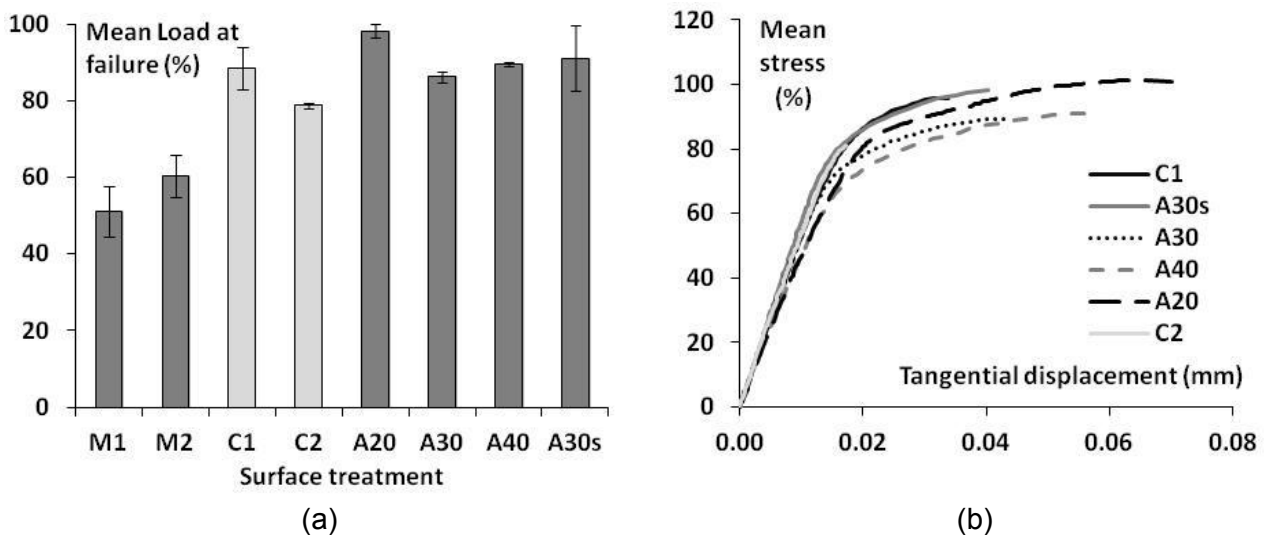 Mean Load at
failure (%)
100
80
60
40
20
0
M1 M2 C1 C2 A20 A30 A40 A30s
Surface treatment
(a)
Mean
stress
(%)
120
100
80
60
40
20
0
C1
A30s
A30
A40
A20
C2
Tangential displacement (mm)
0.00 0.02 0.04 0.06 0.08
(b)